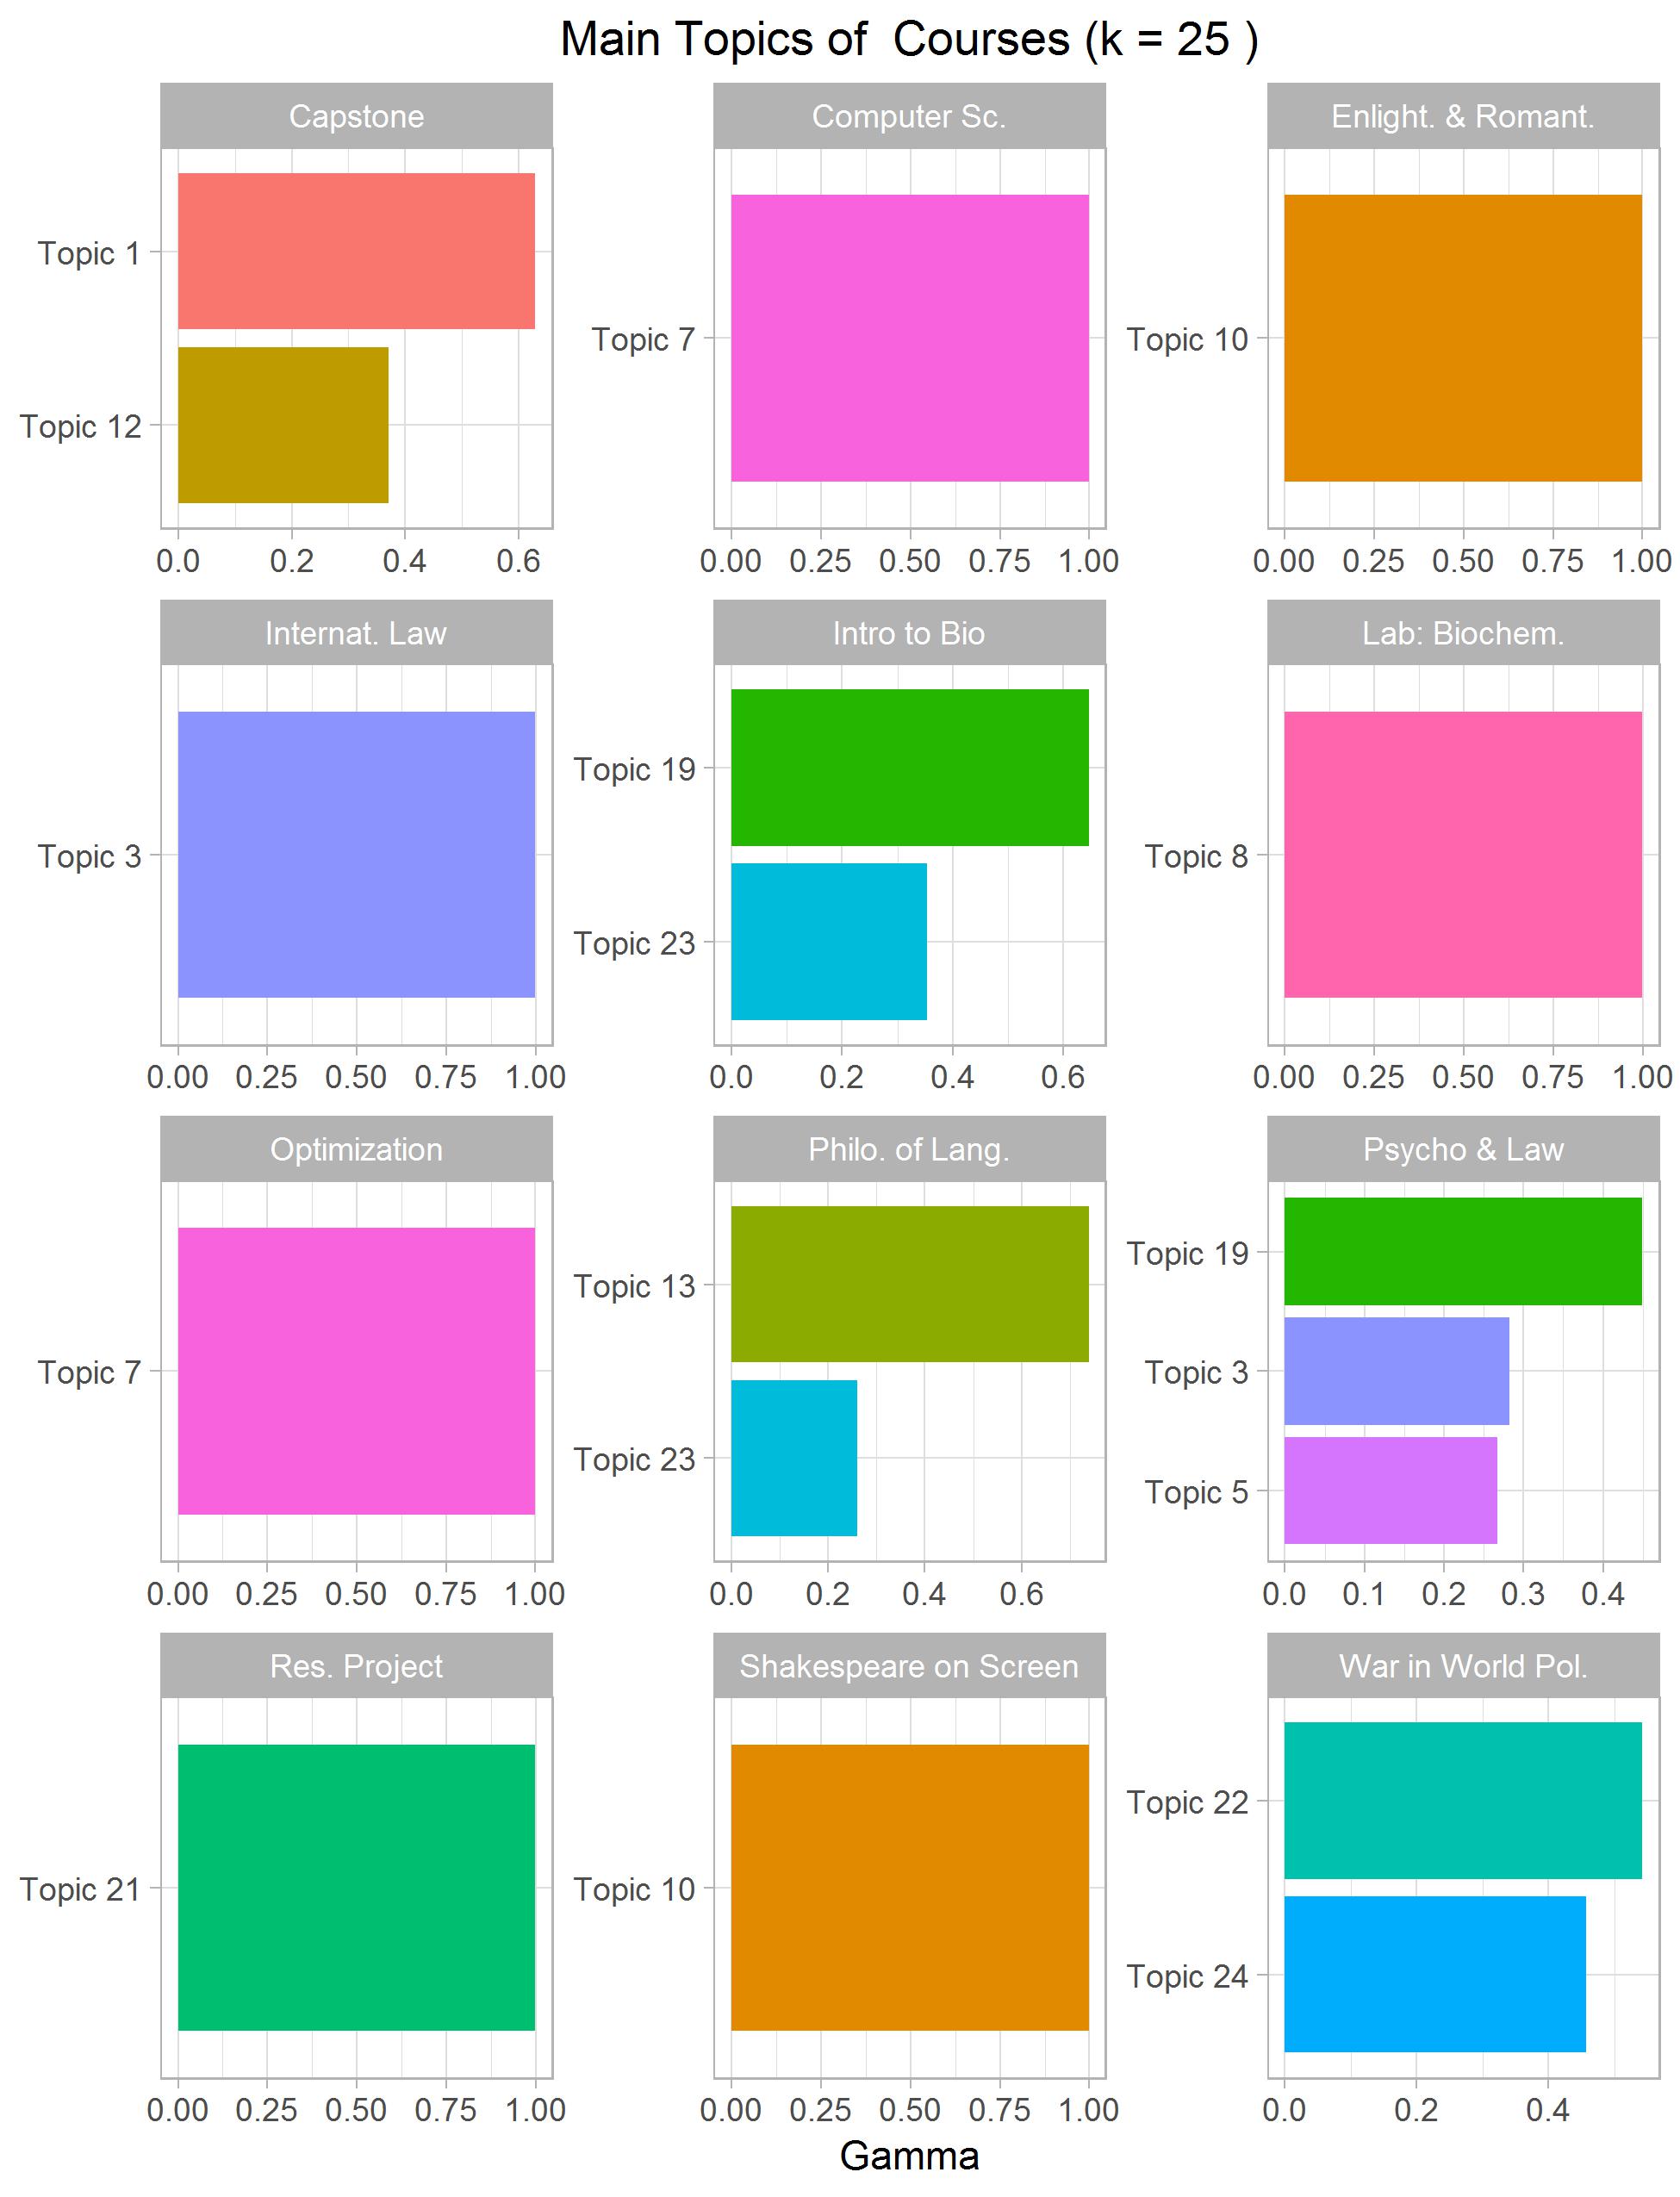 Main Topics of  Courses (k = 25 )
Capstone
Topic 1
Topic 12
0.0 0.2 0.4 0.6
Computer Sc.
Topic 7
0.00 0.25 0.50 0.75 1.00
Enlight. & Romant.
Topic 10
0.00 0.25 0.50 0.75 1.00
Internat. Law
Topic 3
0.00 0.25 0.50 0.75 1.00
Intro to Bio
Topic 19
Topic 23
0.0 0.2 0.4 0.6
Lab: Biochem.
Topic 8
0.00 0.25 0.50 0.75 1.00
Optimization
Topic 7
0.00 0.25 0.50 0.75 1.00
Philo. of Lang.
Topic 13
Topic 23
0.0 0.2 0.4 0.6
Psycho & Law
Topic 19
Topic 3
Topic 5
0.0 0.1 0.2 0.3 0.4
Res. Project
Topic 21
0.00 0.25 0.50 0.75 1.00
Shakespeare on Screen
Topic 10
0.00 0.25 0.50 0.75 1.00
War in World Pol.
Topic 22
Topic 24
0.0 0.2 0.4
Gamma